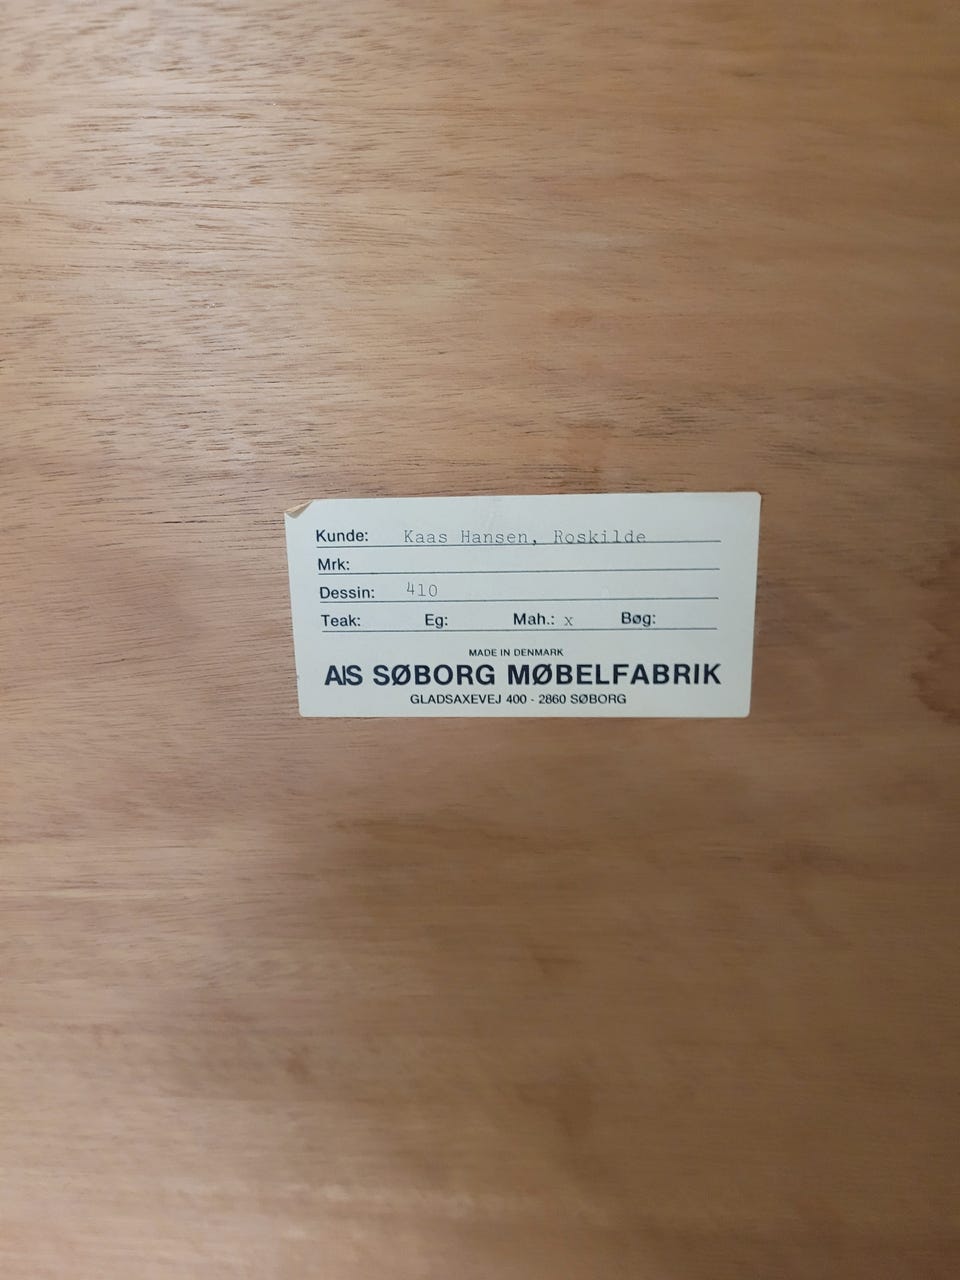 Kunde: Kaas Hansen, Roskilde
Mrk:
Dessin: 410
Teak: Eg: Mah.: x Bøg:
MADE IN DENMARK
A/S SØBORG MØBELFABRIK
GLADSAXEVEJ 400 - 2860 SØBORG